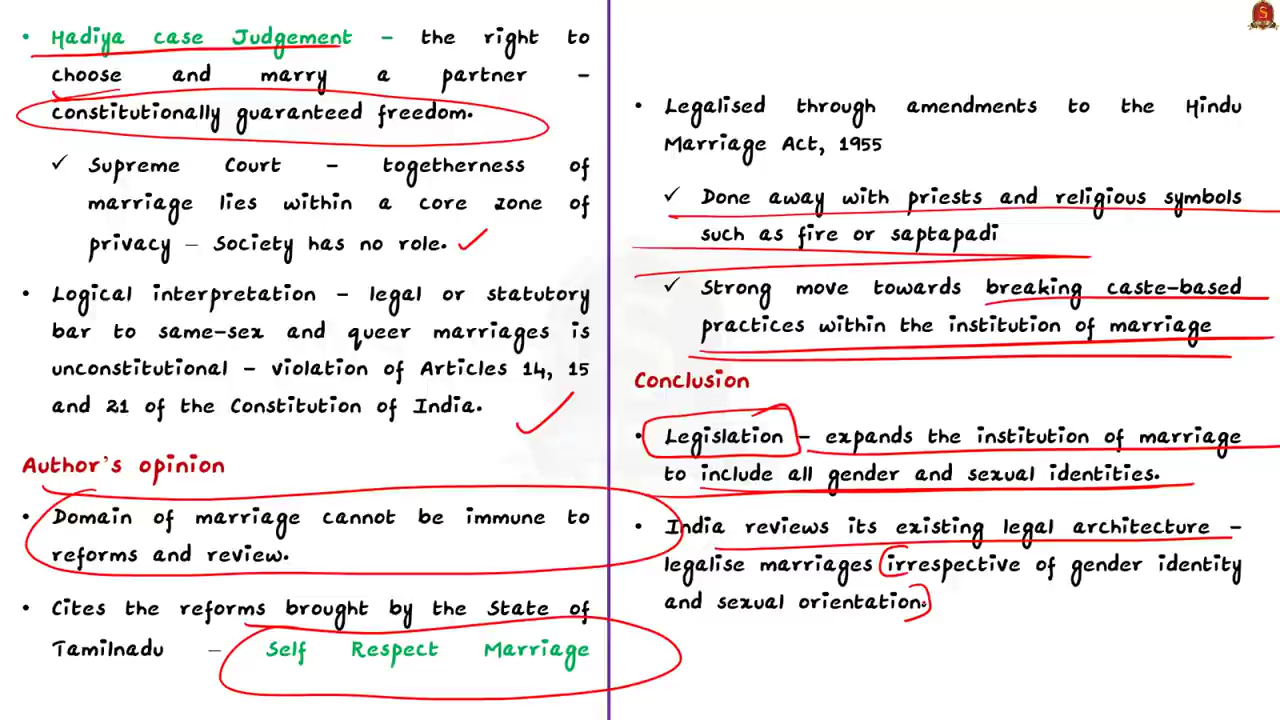 • Hadiya case Judgement – the right to
choose and marry a partner –
constitutionally guaranteed freedom.
✓ Supreme Court – togetherness of
marriage lies within a core zone of
privacy – Society has no role.
• Logical interpretation – legal or statutory
bar to same-sex and queer marriages is
unconstitutional – violation of Articles 14, 15
and 21 of the Constitution of India.
Author's opinion
• Domain of marriage cannot be immune to
reforms and review.
• Cites the reforms brought by the State of
Tamilnadu – Self Respect Marriage
• Legalised through amendments to the Hindu
Marriage Act, 1955
✓ Done away with priests and religious symbols
such as fire or saptapadi
✓ Strong move towards breaking caste-based
practices within the institution of marriage
Conclusion
• Legislation – expands the institution of marriage
to include all gender and sexual identities.
• India reviews its existing legal architecture –
legalise marriages irrespective of gender identity
and sexual orientation.